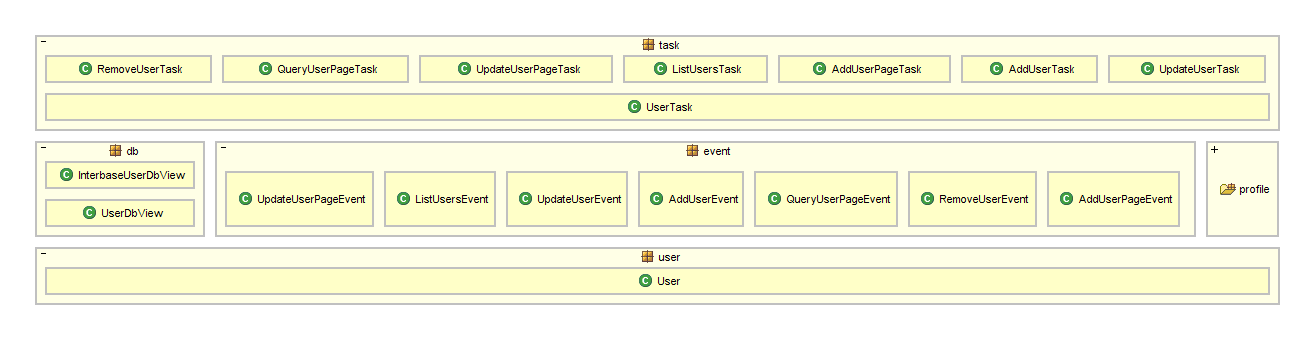 task
RemoveUserTask QueryUserPageTask UpdateUserPageTask ListUsersTask AddUserPageTask AddUserTask UpdateUserTask
UserTask
db event
InterbaseUserDbView
UserDbView
UpdateUserPageEvent ListUsersEvent UpdateUserEvent AddUserEvent QueryUserPageEvent RemoveUserEvent AddUserPageEvent
profile
user
User